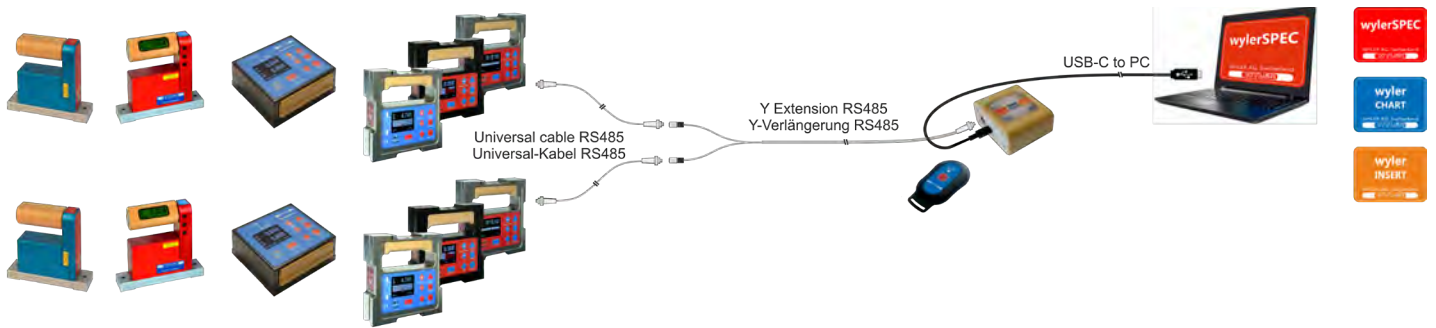 wylerSPEC
wylerSPEC
USB-C to PC
wyler
CHART
Y Extension RS485
Y-Verlängerung RS485
Universal cable RS485
Universal-Kabel RS485
wyler
INSERT